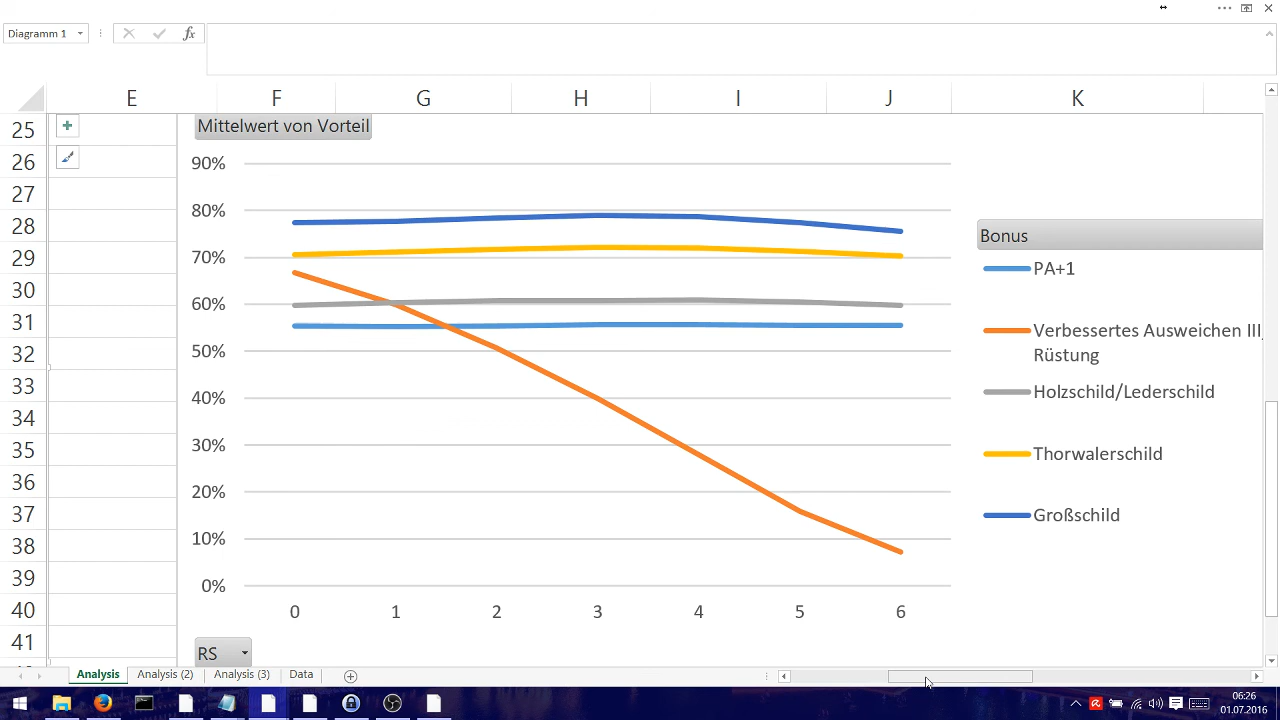 Diagramm 1
fx
E F G H I J K
25
26
27
28
29
30
31
32
33
34
35
36
37
38
39
40
41
Mittelwert von Vorteil
90%
80%
70%
60%
50%
40%
30%
20%
10%
0%
0 1 2 3 4 5 6
Bonus
PA+1
Verbessertes Ausweichen III,
Rüstung
Holzschild/Lederschild
Thorwalerschild
Großschild
RS
Analysis Analysis (2) Analysis (3) Data
06:26
01.07.2016